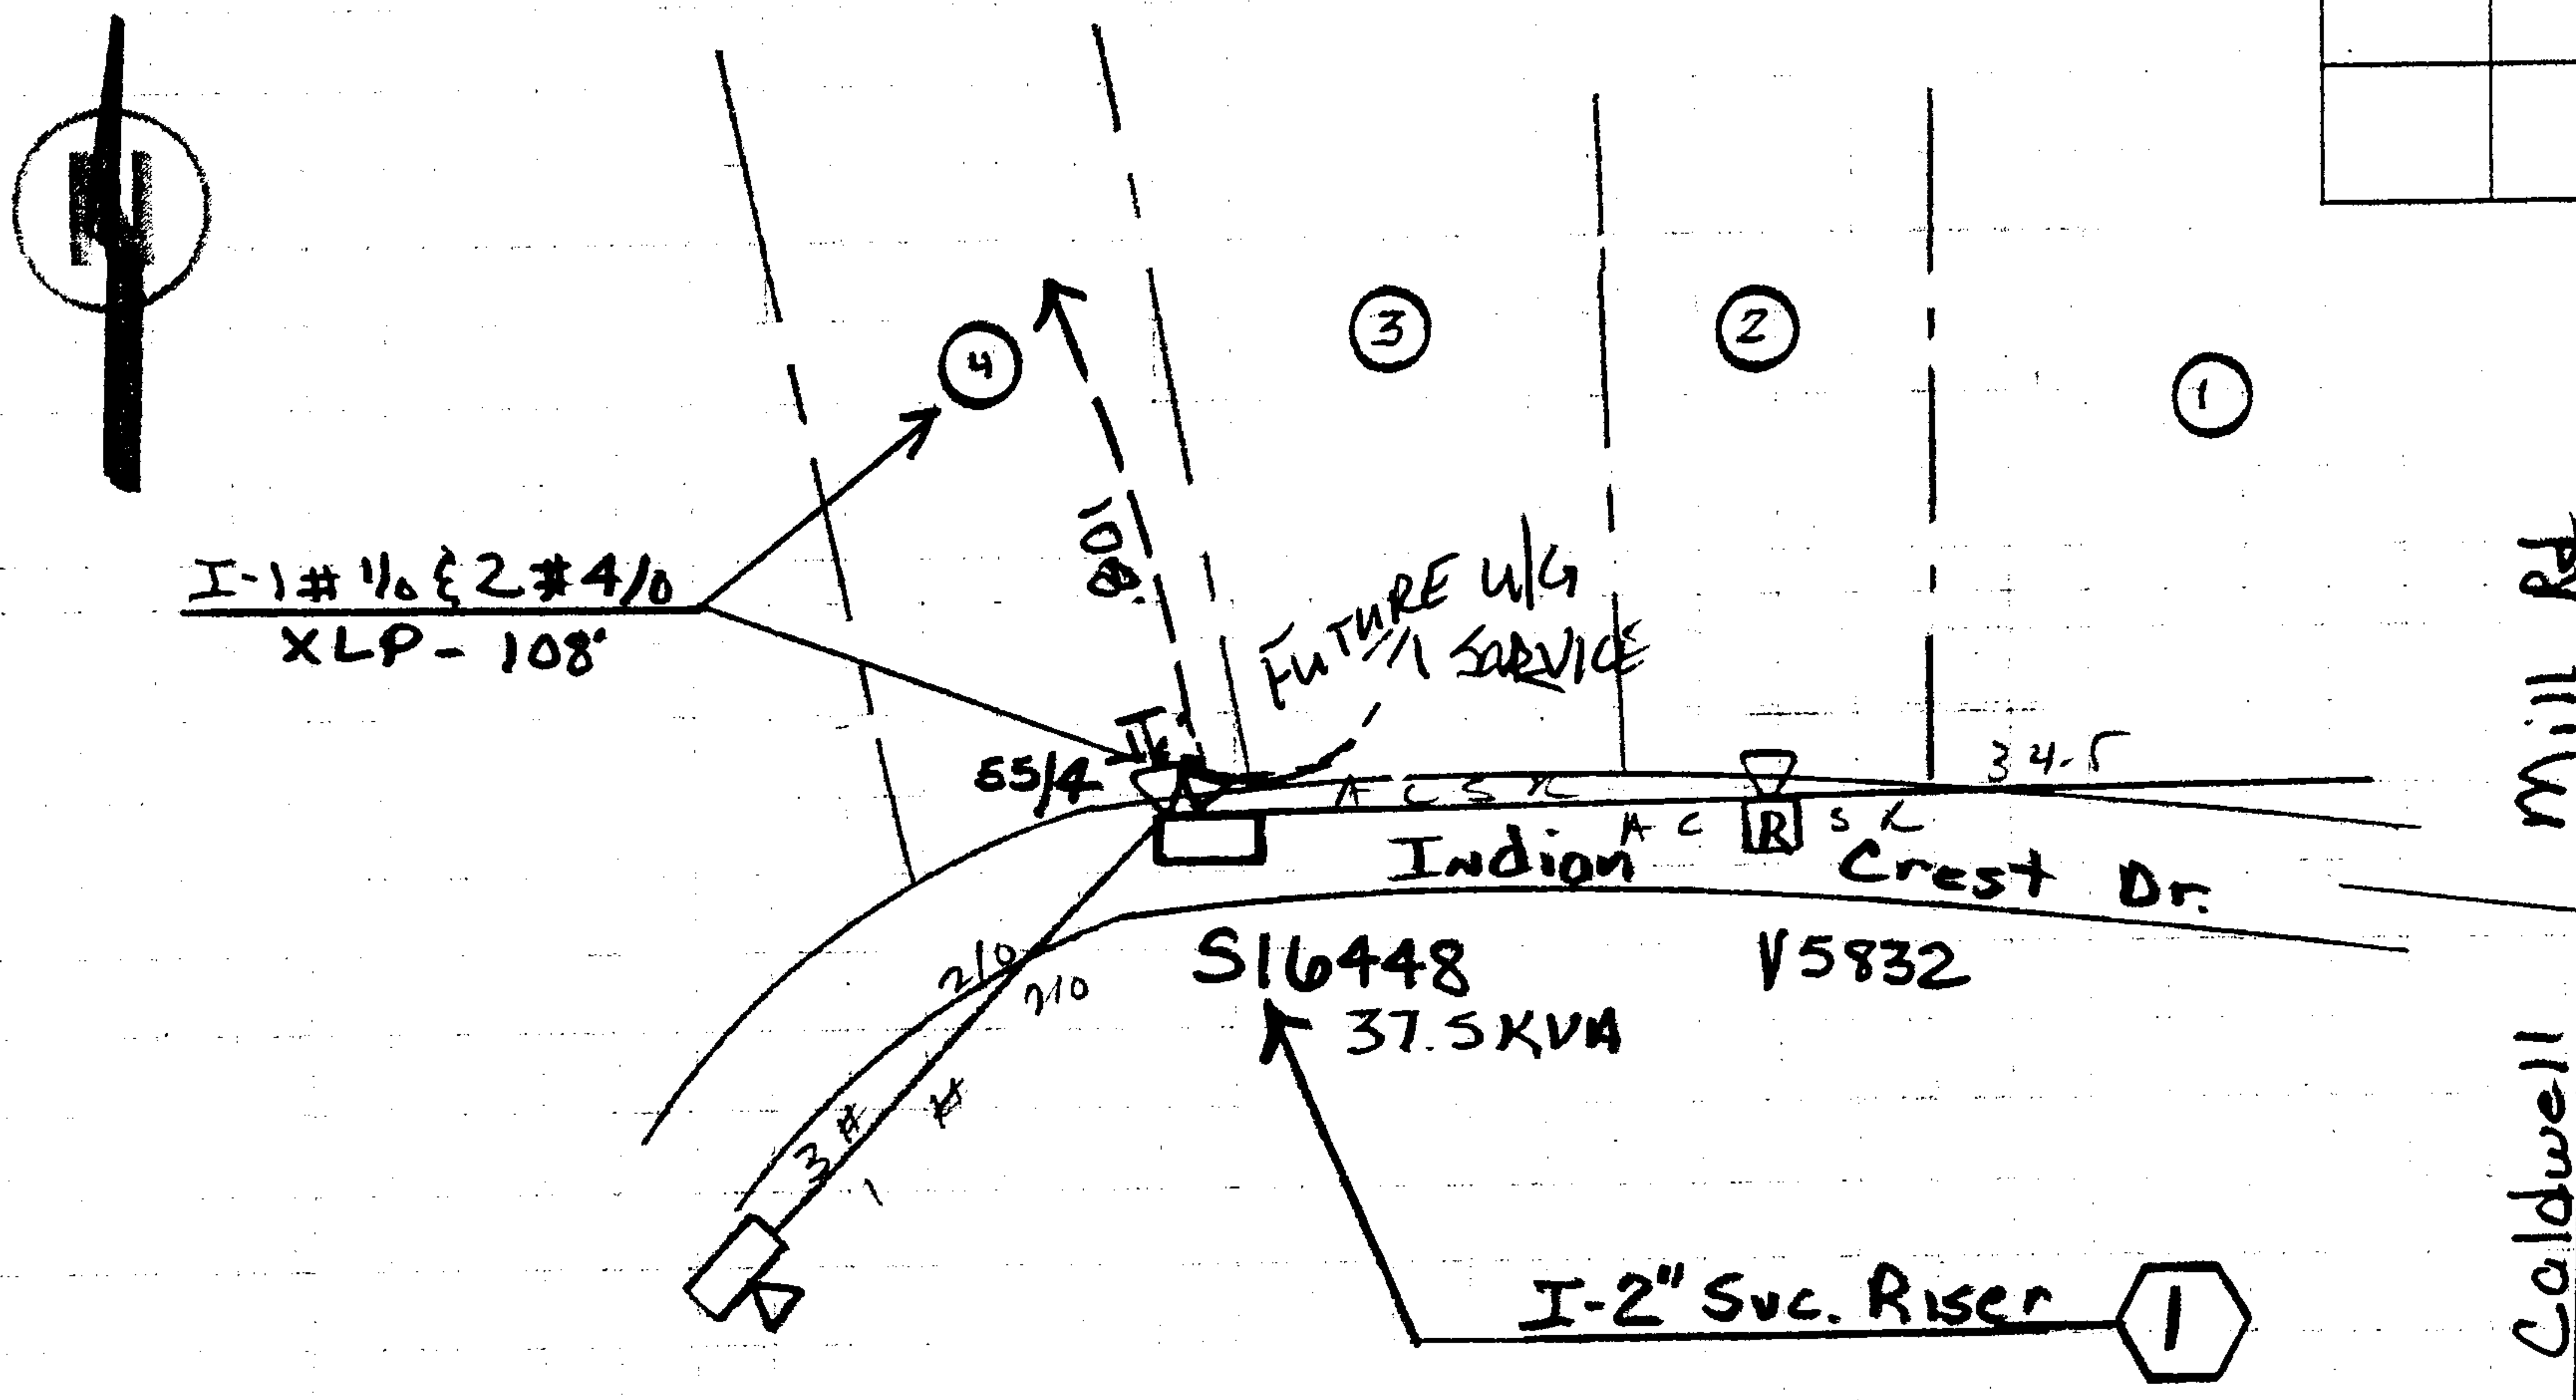 N
4
3
2
1
I-1#1/0 & 2#4/0
XLP - 108'
80'
FUTURE U/G
SERVICE
55/4
A C S R
34-5
A C S R
R
Indian Crest Dr.
Caldwell Mill Rd
2/0
2/0
3#
1 #
S16448
37.5 KVA
V5832
I-2" Svc. Riser
1